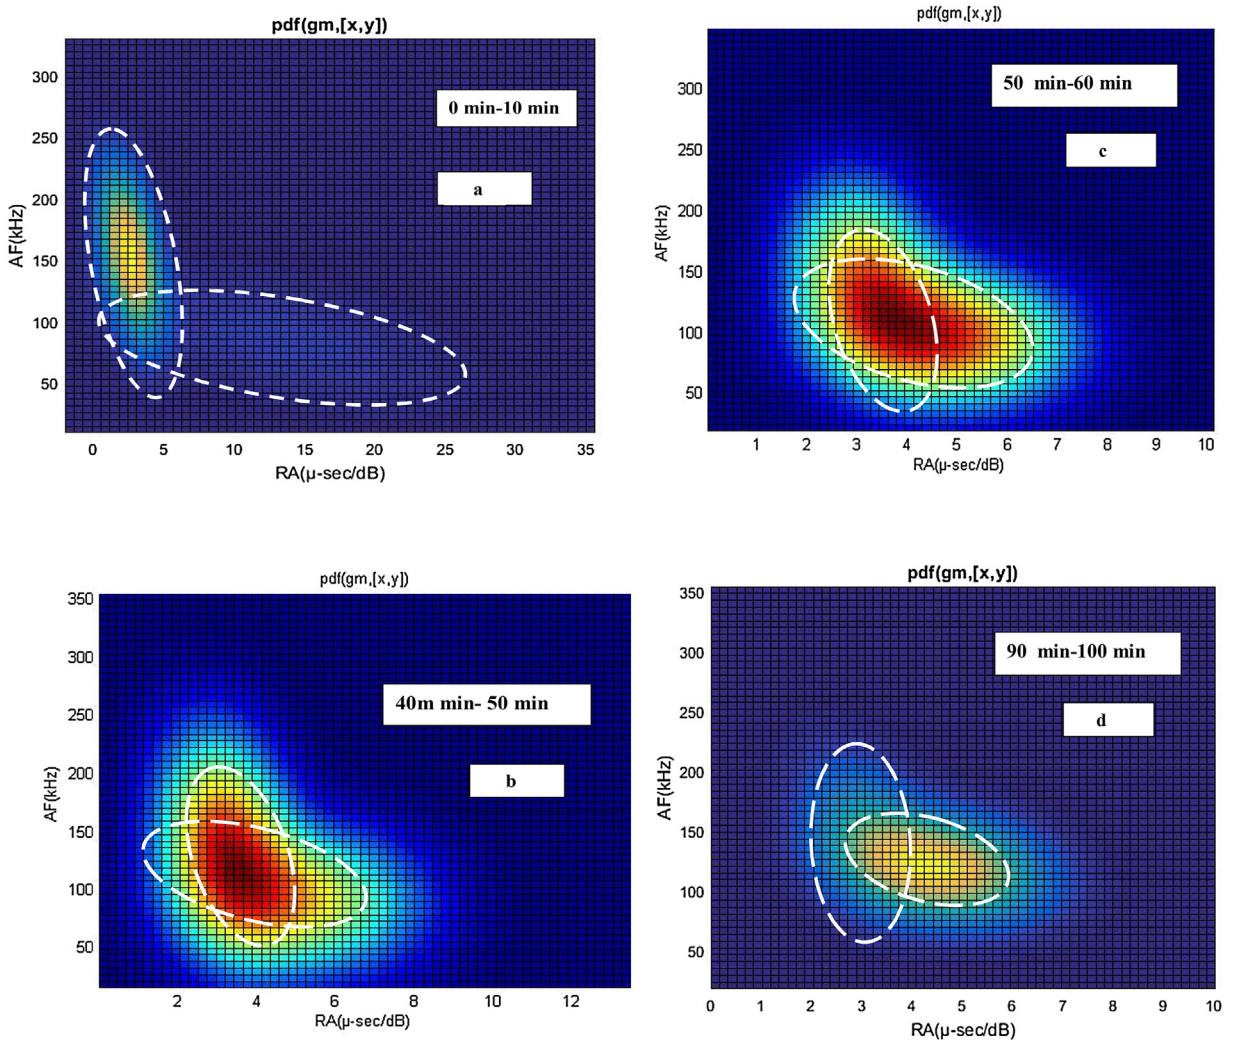 pdf(gm,[x,y])
300
250
200
150
100
50
AF(kHz)
0 min-10 min
a
0 5 10 15 20 25 30 35
RA(μ-sec/dB)
pdf(gm,[x,y])
300
250
200
150
100
50
AF(kHz)
50 min-60 min
c
1 2 3 4 5 6 7 8 9 10
RA(μ-sec/dB)
pdf(gm,[x,y])
350
300
250
200
150
100
50
AF(kHz)
40m min- 50 min
b
2 4 6 8 10 12
RA(μ-sec/dB)
pdf(gm,[x,y])
350
300
250
200
150
100
50
AF(kHz)
90 min-100 min
d
0 1 2 3 4 5 6 7 8 9 10
RA(μ-sec/dB)